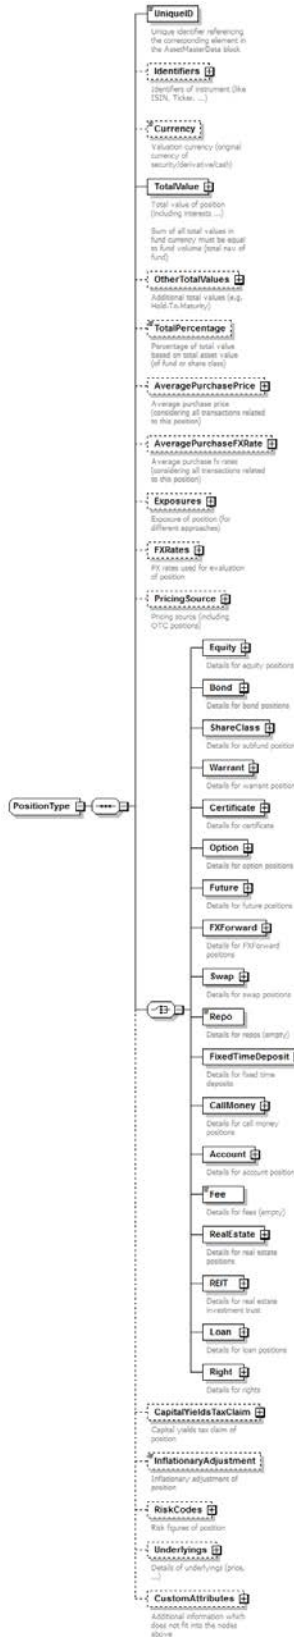 UniqueID
Unique identifier referencing
the corresponding element in
the AssetMasterData block
Identifiers
Identifiers of instrument (like
ISIN, Ticker, ...)
Currency
Valuation currency (original
currency of
security/derivative/cash)
TotalValue
Total value of position
(including interests ...)
Sum of all total values in
fund currency must be equal
to fund volume (total nav of
fund)
OtherTotalValues
Additional total values (e.g.
Hold-To-Maturity)
TotalPercentage
Percentage of total value
based on total asset value
(of fund or share class)
AveragePurchasePrice
Average purchase price
(considering all transactions related
to this position)
AveragePurchaseFXRate
Average purchase fx rates
(considering all transactions related
to this position)
Exposures
Exposure of position (for
different approaches)
FXRates
FX rates used for evaluation
of position
PricingSource
Pricing source (including
OTC positions)
PositionType
Equity
Details for equity positions
Bond
Details for bond positions
ShareClass
Details for subfund position
Warrant
Details for warrant position
Certificate
Details for certificate
Option
Details for option positions
Future
Details for future positions
FXForward
Details for FXForward
positions
Swap
Details for swap positions
Repo
Details for repos (empty)
FixedTimeDeposit
Details for fixed time
deposits
CallMoney
Details for call money
positions
Account
Details for account position
Fee
Details for fees (empty)
RealEstate
Details for real estate
positions
REIT
Details for real estate
investment trust
Loan
Details for loan positions
Right
Details for rights
CapitalYieldsTaxClaim
Capital yields tax claim of
position
InflationaryAdjustment
Inflationary adjustment of
position
RiskCodes
Risk figures of position
Underlyings
Details of underlyings (price,
...)
CustomAttributes
Additional information which
does not fit into the nodes
above